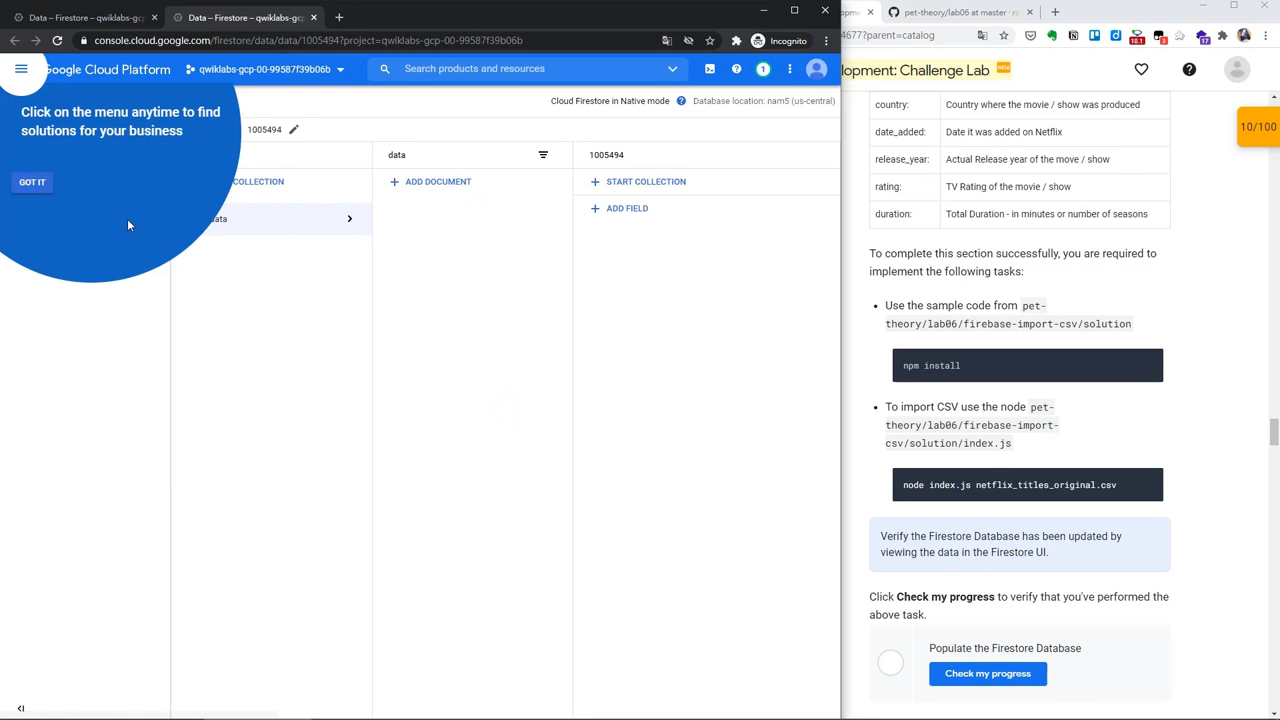 Data – Firestore – qwiklabs-gcp-
Data – Firestore – qwiklabs-gcp-
console.cloud.google.com/firestore/data/data/1005494?project=qwiklabs-gcp-00-99587f39b06b
Incognito
Google Cloud Platform
qwiklabs-gcp-00-99587f39b06b
Search products and resources
1
Click on the menu anytime to find
solutions for your business
GOT IT
Cloud Firestore in Native mode
Database location: nam5 (us-central)
1005494
data
1005494
COLLECTION
ADD DOCUMENT
START COLLECTION
ADD FIELD
data
pet-theory/lab06 at master · ro
4677?parent=catalog
18.1
3
17
lopment: Challenge Lab
NEW
10/100
country: Country where the movie / show was produced
date_added: Date it was added on Netflix
release_year: Actual Release year of the move / show
rating: TV Rating of the movie / show
duration: Total Duration - in minutes or number of seasons
To complete this section successfully, you are required to
implement the following tasks:
• Use the sample code from pet-
theory/lab06/firebase-import-csv/solution
npm install
• To import CSV use the node pet-
theory/lab06/firebase-import-
csv/solution/index.js
node index.js netflix_titles_original.csv
Verify the Firestore Database has been updated by
viewing the data in the Firestore UI.
Click Check my progress to verify that you've performed the
above task.
Populate the Firestore Database
Check my progress